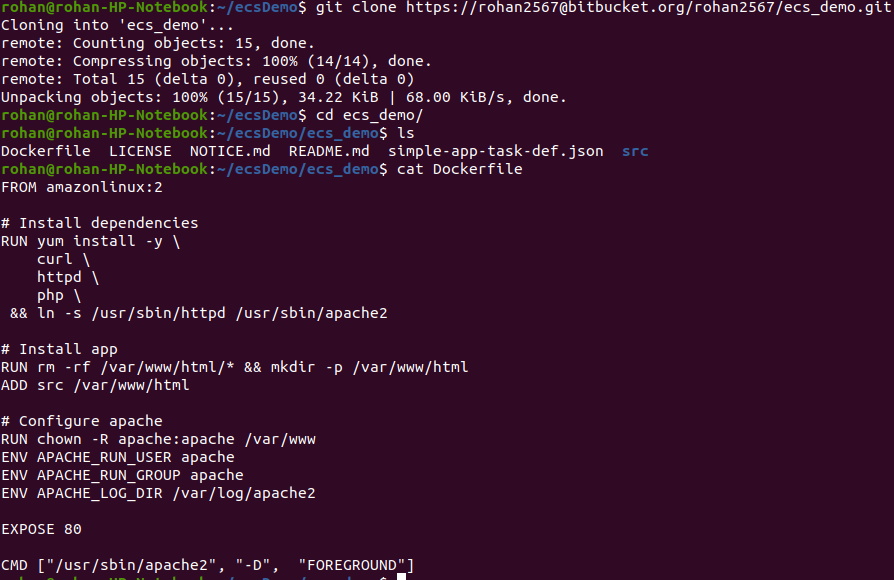 rohan@rohan-HP-Notebook:~/ecsDemo$ git clone https://rohan2567@bitbucket.org/rohan2567/ecs_demo.git
Cloning into 'ecs_demo'...
remote: Counting objects: 15, done.
remote: Compressing objects: 100% (14/14), done.
remote: Total 15 (delta 0), reused 0 (delta 0)
Unpacking objects: 100% (15/15), 34.22 KiB | 68.00 KiB/s, done.
rohan@rohan-HP-Notebook:~/ecsDemo$ cd ecs_demo/
rohan@rohan-HP-Notebook:~/ecsDemo/ecs_demo$ ls
Dockerfile  LICENSE  NOTICE.md  README.md  simple-app-task-def.json  src
rohan@rohan-HP-Notebook:~/ecsDemo/ecs_demo$ cat Dockerfile
FROM amazonlinux:2

# Install dependencies
RUN yum install -y \
    curl \
    httpd \
    php \
 && ln -s /usr/sbin/httpd /usr/sbin/apache2

# Install app
RUN rm -rf /var/www/html/* && mkdir -p /var/www/html
ADD src /var/www/html

# Configure apache
RUN chown -R apache:apache /var/www
ENV APACHE_RUN_USER apache
ENV APACHE_RUN_GROUP apache
ENV APACHE_LOG_DIR /var/log/apache2

EXPOSE 80

CMD ["/usr/sbin/apache2", "-D",  "FOREGROUND"]
rohan@rohan-HP-Notebook:~/ecsDemo/ecs_demo$